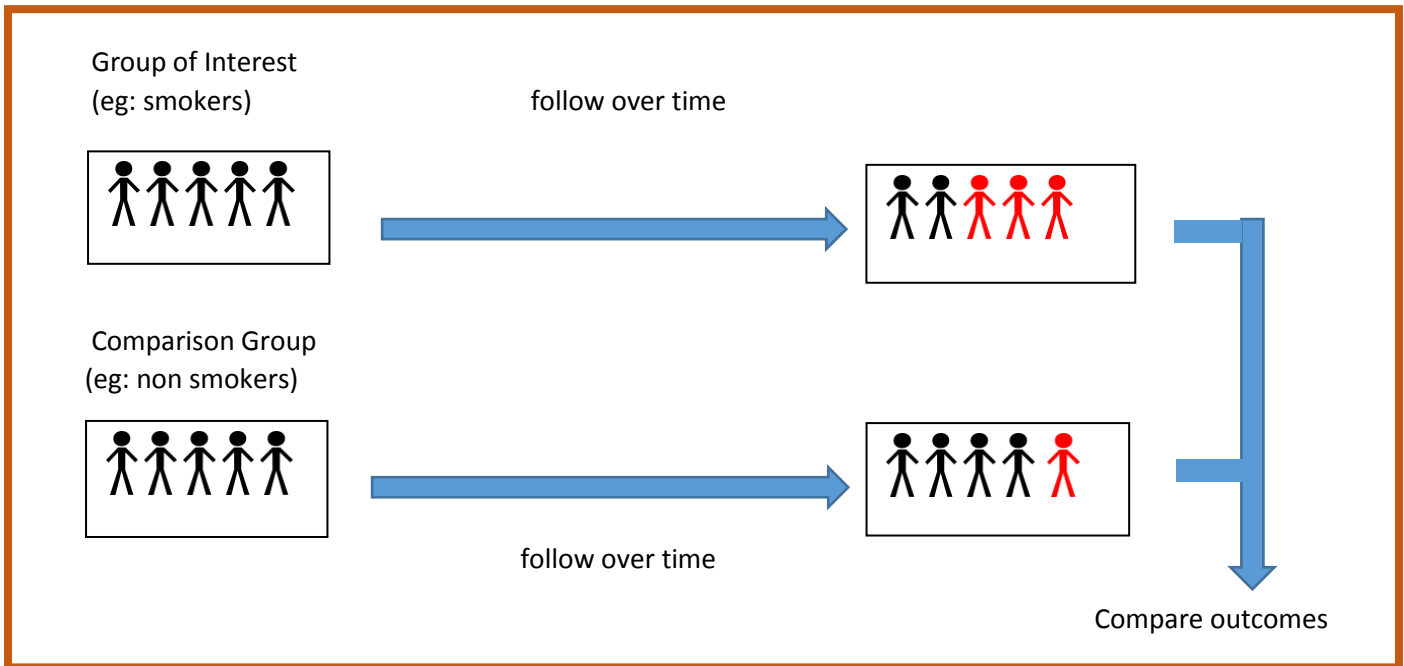 Group of Interest
(eg: smokers)
follow over time
Comparison Group
(eg: non smokers)
follow over time
Compare outcomes